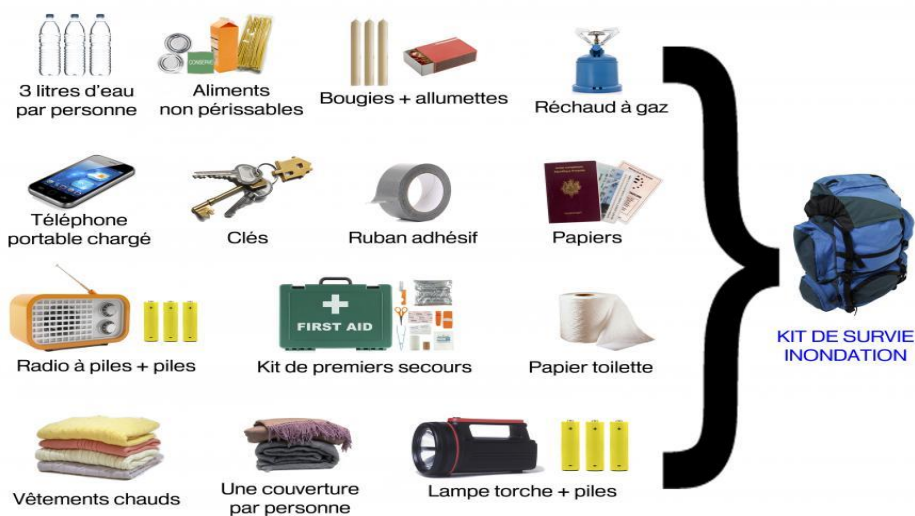 3 litres d'eau
par personne
Aliments
non périssables
Bougies + allumettes
Réchaud à gaz
CONSERVE
Téléphone
portable chargé
Clés
Ruban adhésif
Papiers
Radio à piles + piles
FIRST AID
Kit de premiers secours
Papier toilette
KIT DE SURVIE
INONDATION
Vêtements chauds
Une couverture
par personne
Lampe torche + piles